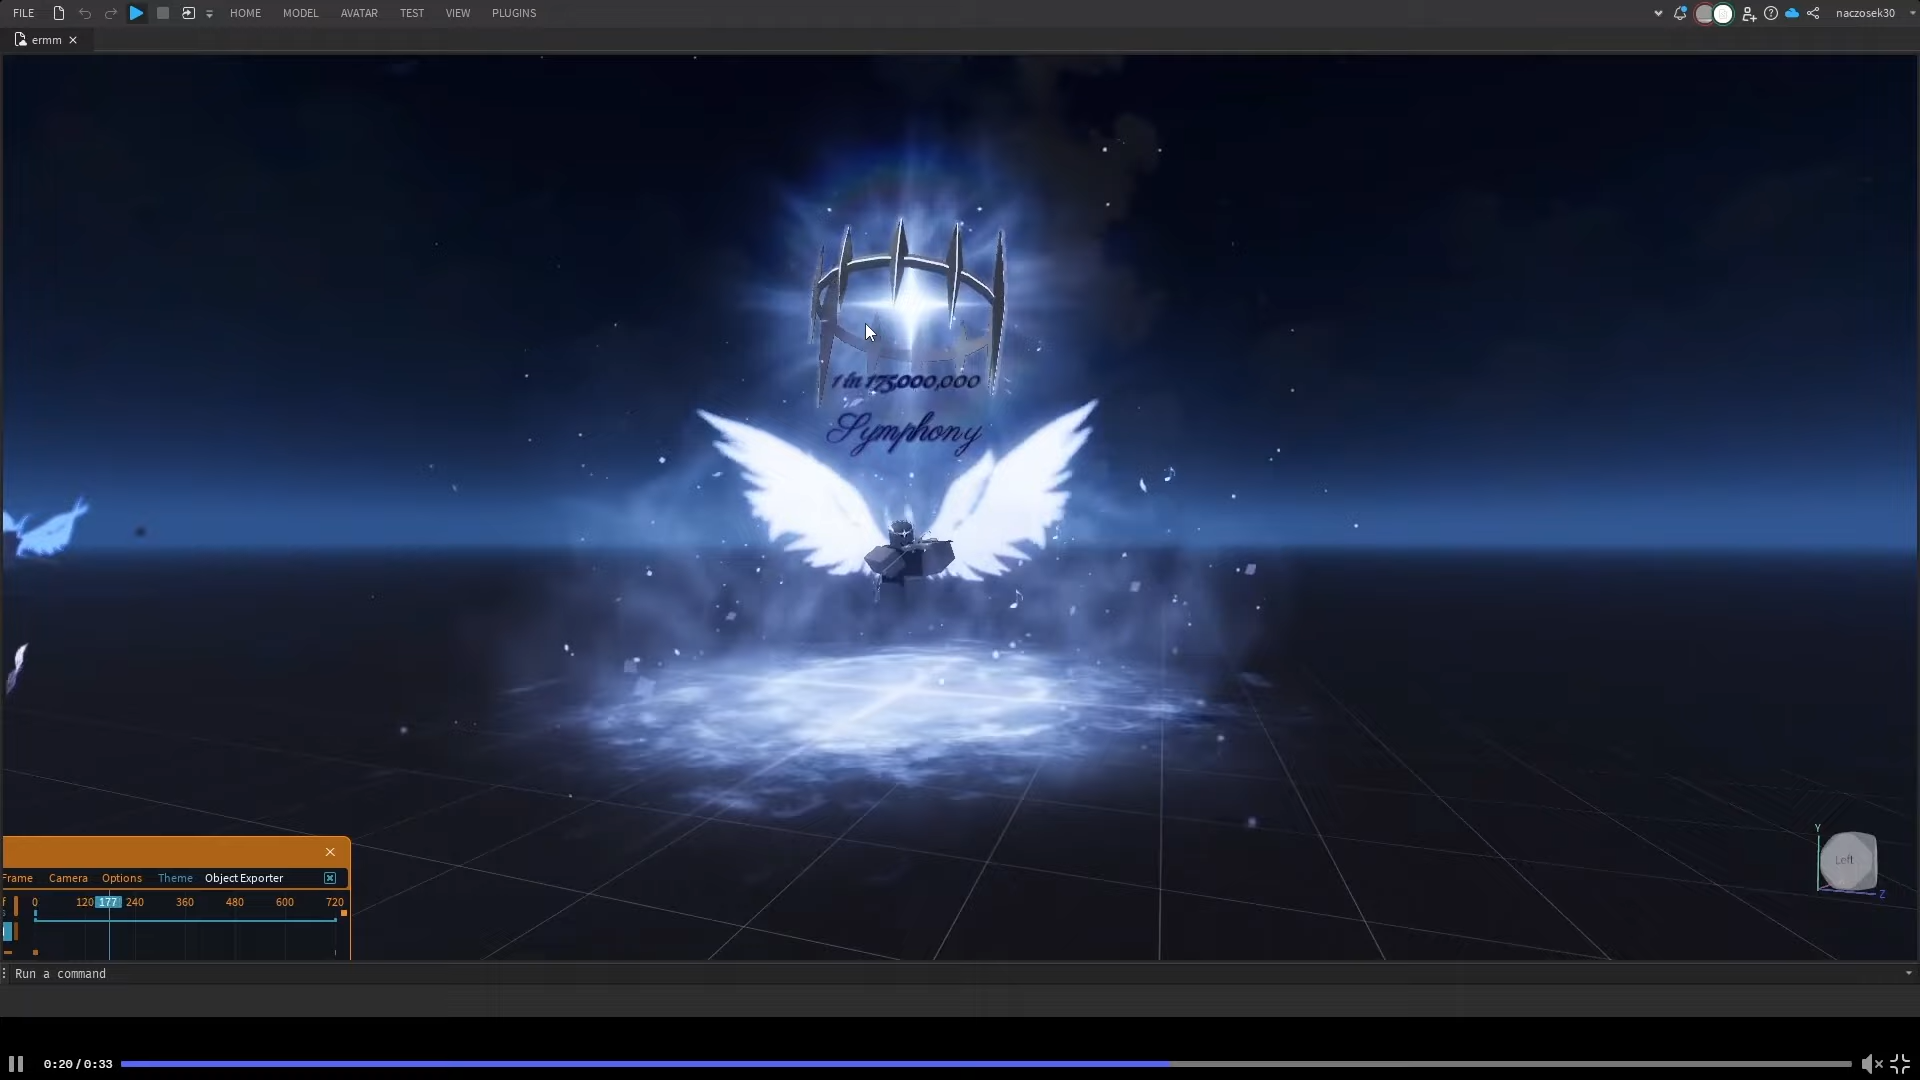 FILE HOME MODEL AVATAR TEST VIEW PLUGINS naczosek30
ermm
1 in 175,000,000
Symphony
Frame Camera Options Theme Object Exporter
0 120 177 240 360 480 600 720
Y
Left
Z
Run a command
0:20 / 0:33